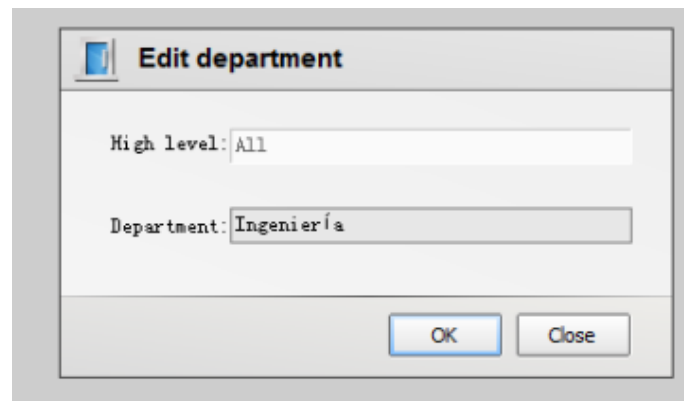 Edit department
High level: All
Department: Ingeniería
OK Close